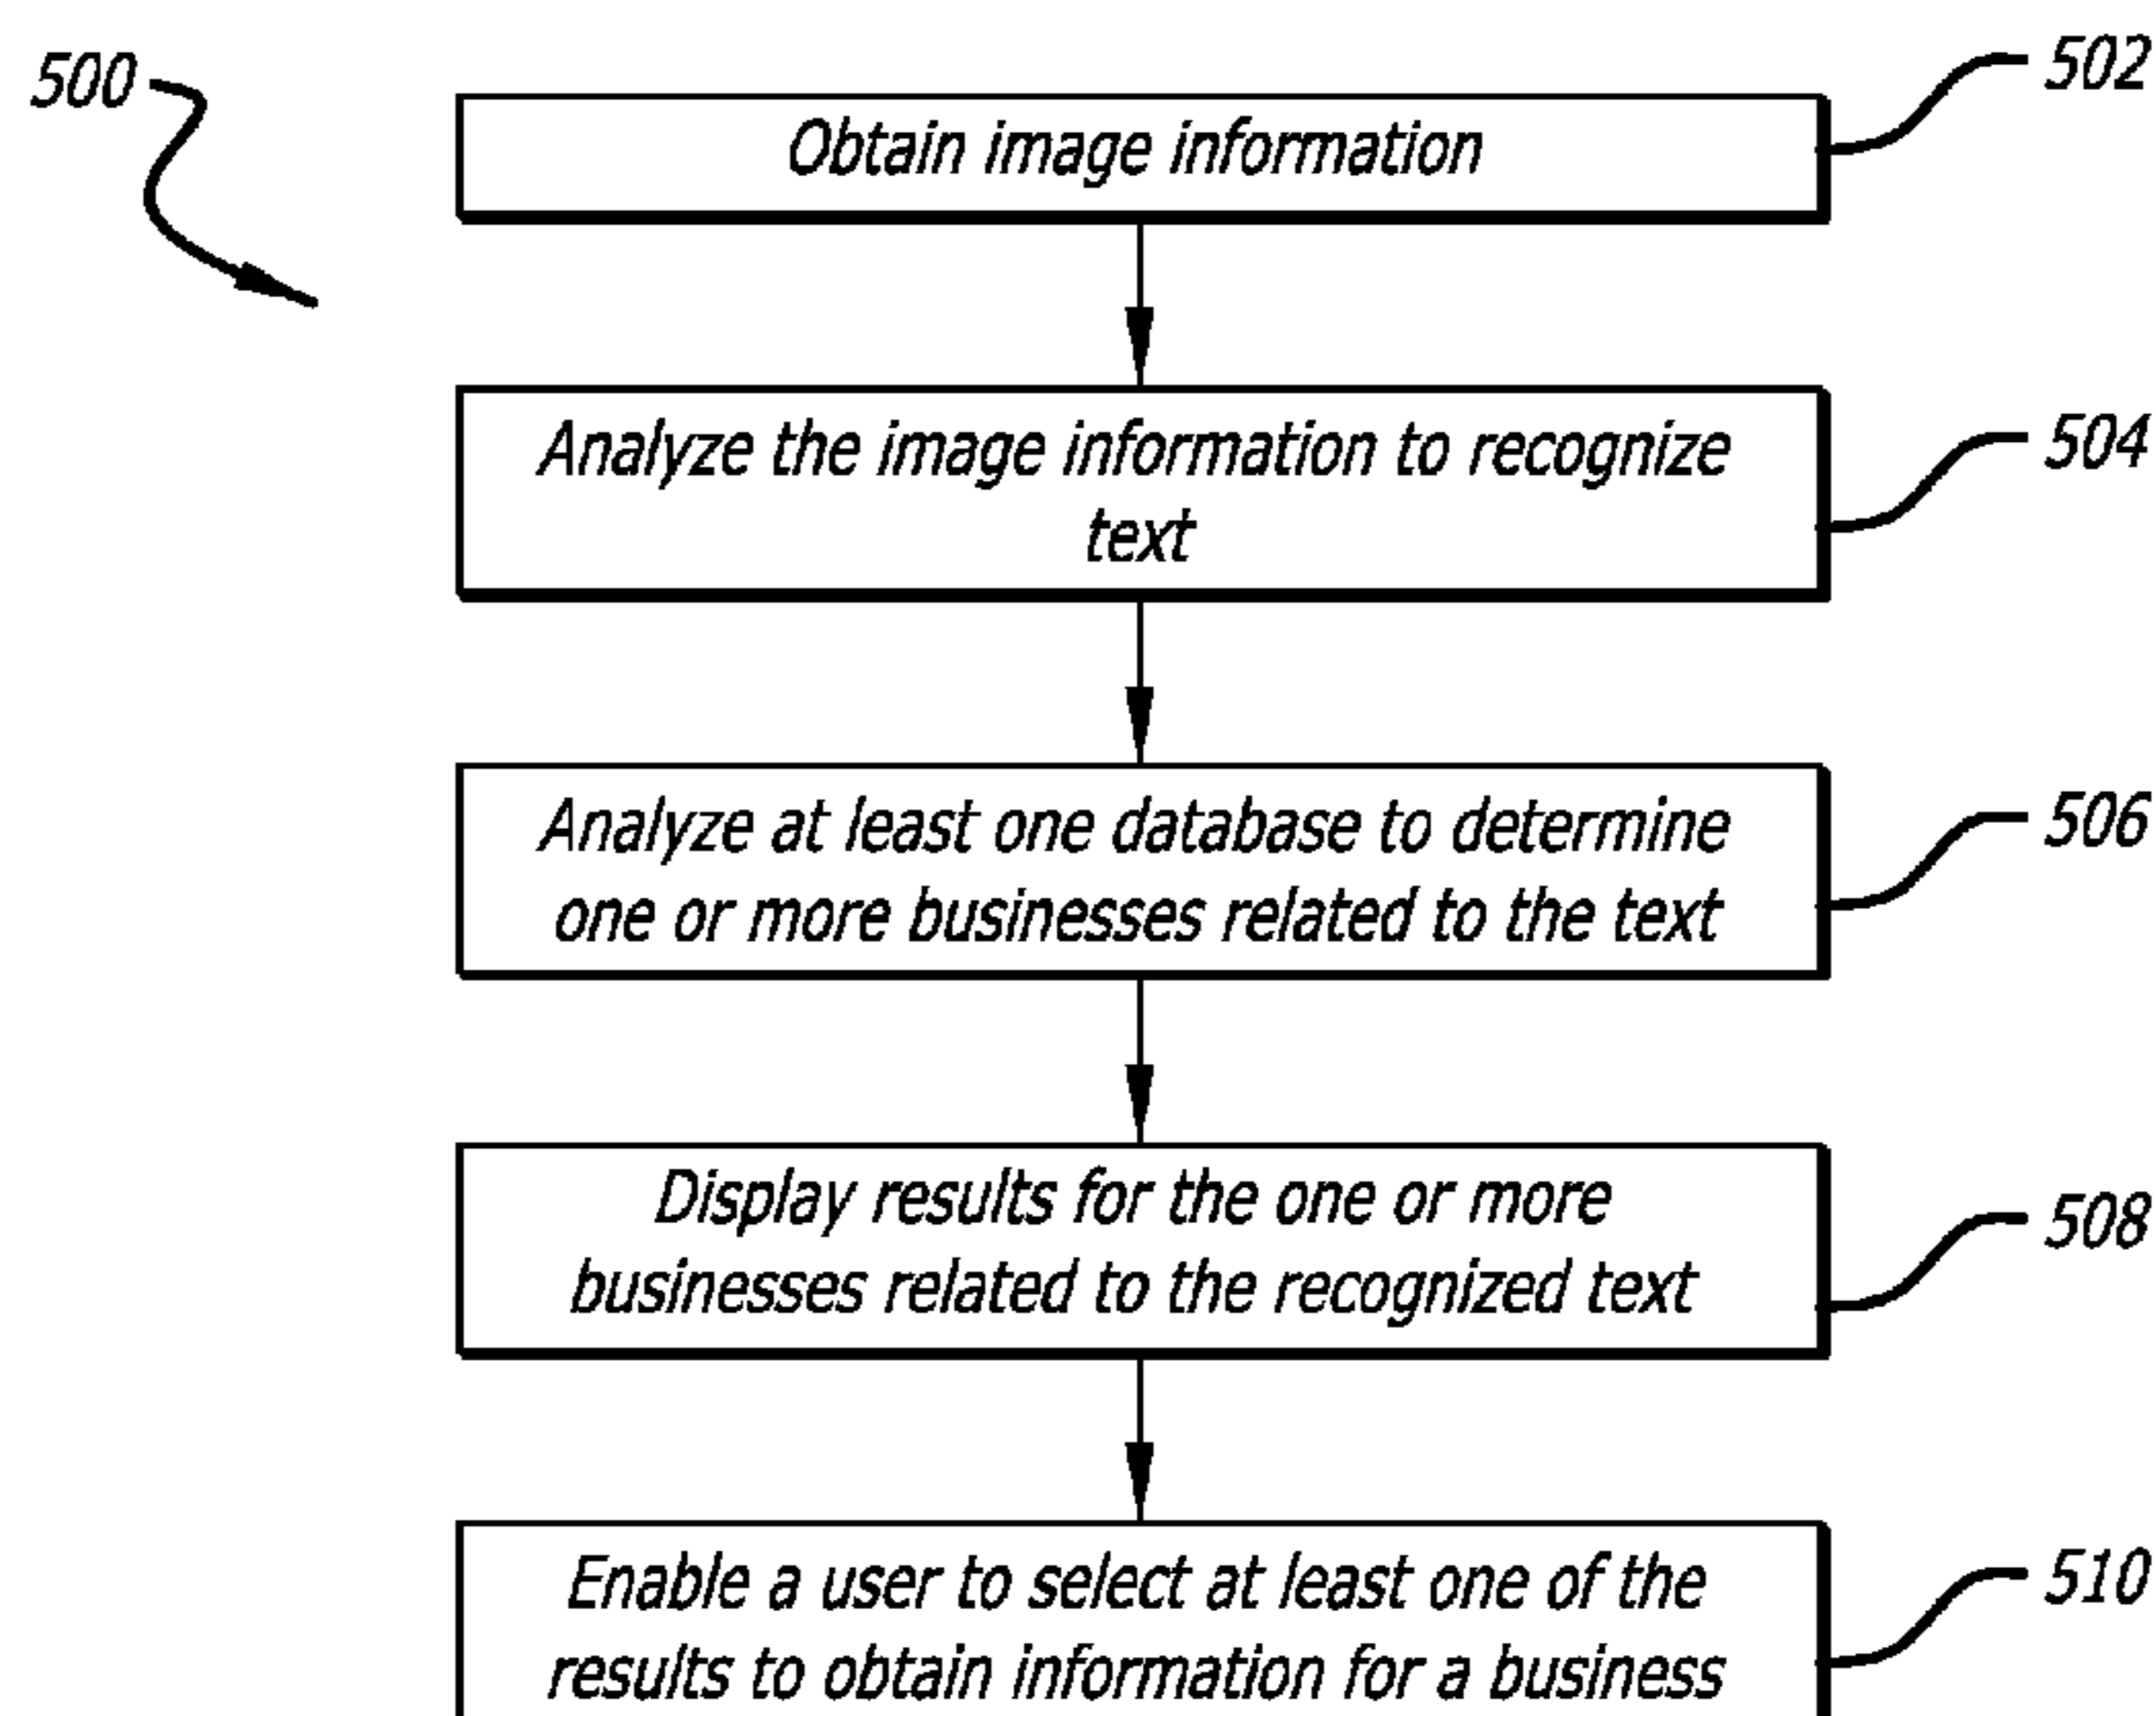 500
502
Obtain image information
504
Analyze the image information to recognize
text
506
Analyze at least one database to determine
one or more businesses related to the text
508
Display results for the one or more
businesses related to the recognized text
510
Enable a user to select at least one of the
results to obtain information for a business